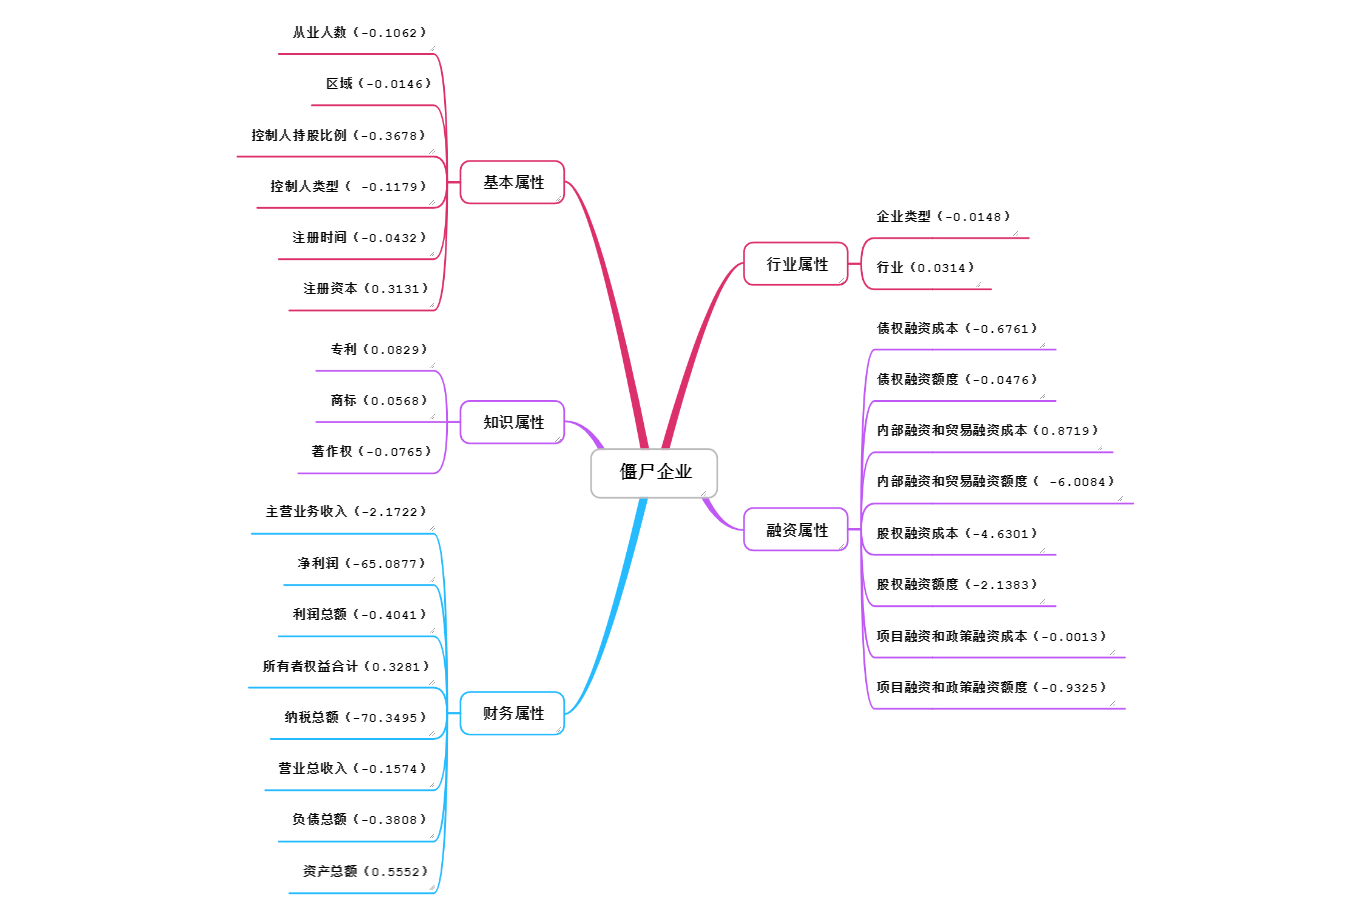 僵尸企业
基本属性
从业人数（-0.1062）
区域（-0.0146）
控制人持股比例（-0.3678）
控制人类型（ -0.1179）
注册时间（-0.0432）
注册资本（0.3131）
知识属性
专利（0.0829）
商标（0.0568）
著作权（-0.0765）
财务属性
主营业务收入（-2.1722）
净利润（-65.0877）
利润总额（-0.4041）
所有者权益合计（0.3281）
纳税总额（-70.3495）
营业总收入（-0.1574）
负债总额（-0.3808）
资产总额（0.5552）
行业属性
企业类型（-0.0148）
行业（0.0314）
融资属性
债权融资成本（-0.6761）
债权融资额度（-0.0476）
内部融资和贸易融资成本（0.8719）
内部融资和贸易融资额度（ -6.0084）
股权融资成本（-4.6301）
股权融资额度（-2.1383）
项目融资和政策融资成本（-0.0013）
项目融资和政策融资额度（-0.9325）